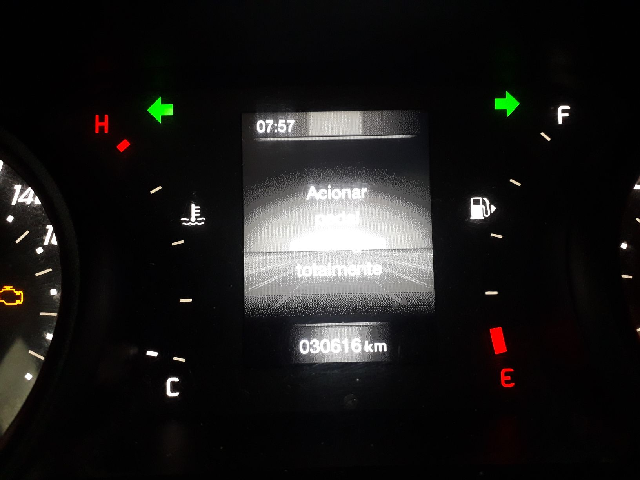 H
F
07:57
Acionar
pedal
totalmente
030616 km
C
E